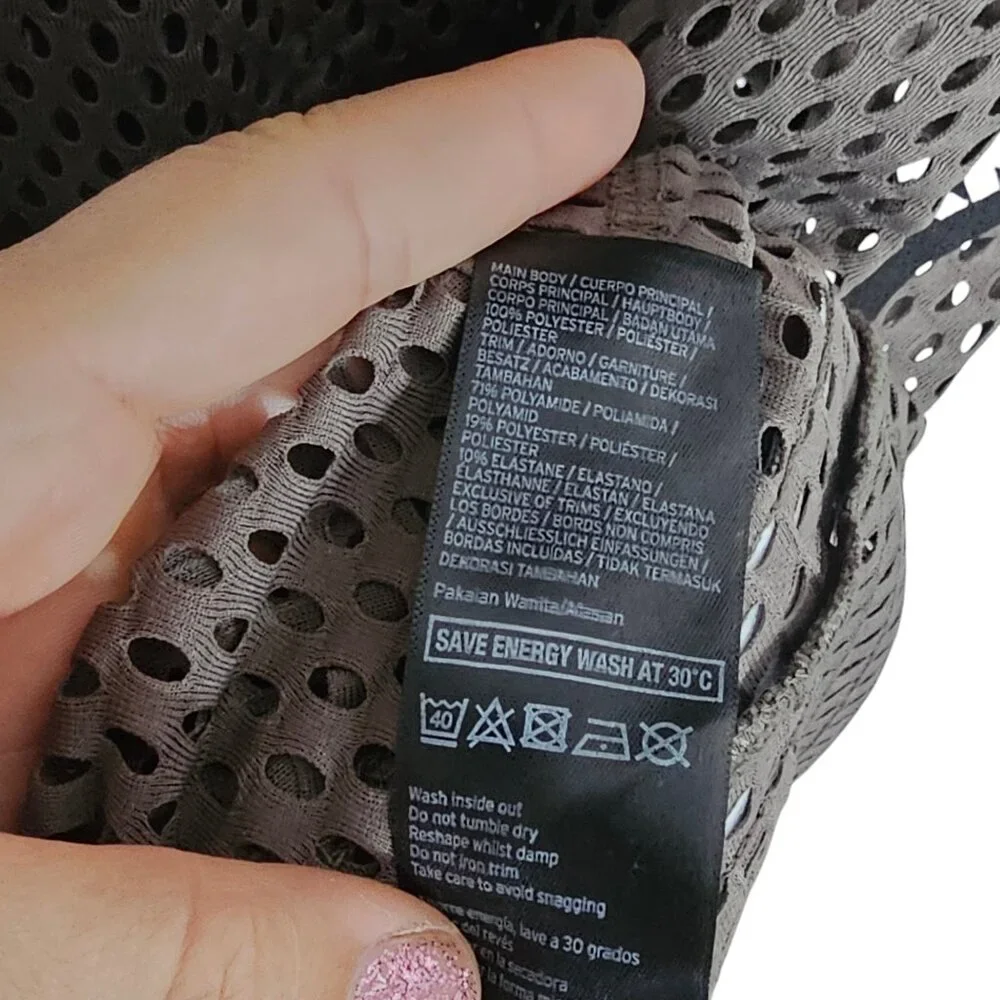 MAIN BODY / CUERPO PRINCIPAL /
CORPS PRINCIPAL / HAUPTBODY /
CORPO PRINCIPAL / BADAN UTAMA
100% POLYESTER / POLIÉSTER /
POLIESTER
TRIM / ADORNO / GARNITURE /
BESATZ / ACABAMENTO / DEKORASI
TAMBAHAN
71% POLYAMIDE / POLIAMIDA /
POLYAMID
19% POLYESTER / POLIÉSTER /
POLIESTER
10% ELASTANE / ELASTANO /
ELASTHANNE / ELASTAN / ELASTANA
EXCLUSIVE OF TRIMS / EXCLUYENDO
LOS BORDES / BORDS NON COMPRIS
/ AUSSCHLIESSLICH EINFASSUNGEN /
BORDAS INCLUÍDAS / TIDAK TERMASUK
DEKORASI TAMBAHAN
Pakaian Wanita/Atasan
SAVE ENERGY WASH AT 30°C
40
Wash inside out
Do not tumble dry
Reshape whilst damp
Do not iron trim
Take care to avoid snagging
energía, lave a 30 grados
del revés
en la secadora
la forma